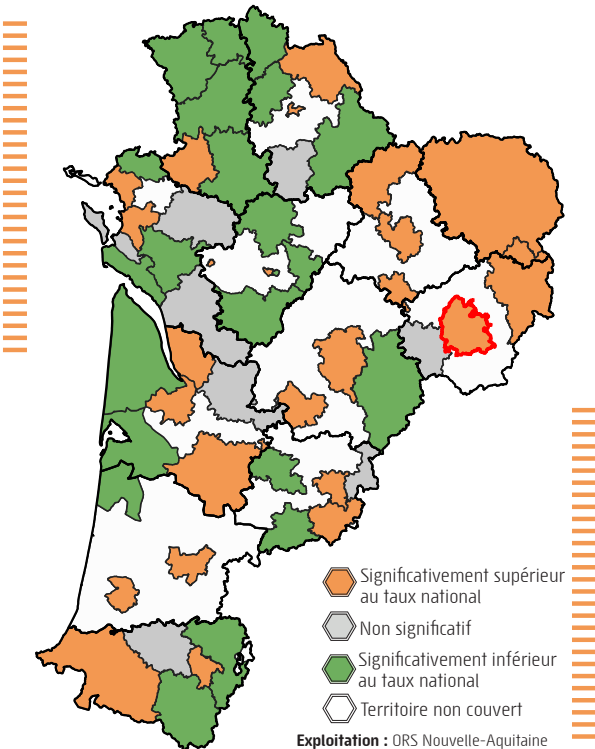 Significativement supérieur
au taux national
Non significatif
Significativement inférieur
au taux national
Territoire non couvert
Exploitation : ORS Nouvelle-Aquitaine